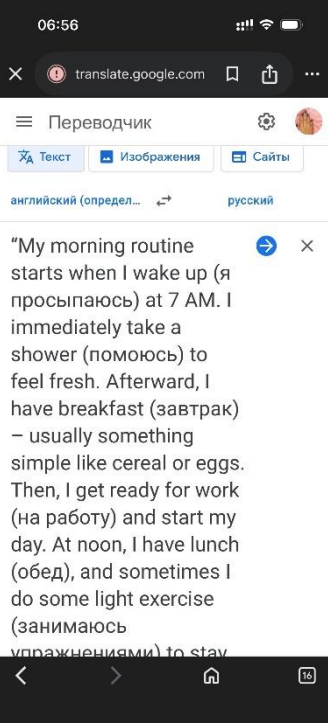 06:56
translate.google.com
Переводчик
Текст
Изображения
Сайты
английский (определ...
русский
“My morning routine
starts when I wake up (я
просыпаюсь) at 7 AM. I
immediately take a
shower (помоюсь) to
feel fresh. Afterward, I
have breakfast (завтрак)
– usually something
simple like cereal or eggs.
Then, I get ready for work
(на работу) and start my
day. At noon, I have lunch
(обед), and sometimes I
do some light exercise
(занимаюсь
упражнениями) to stay
16